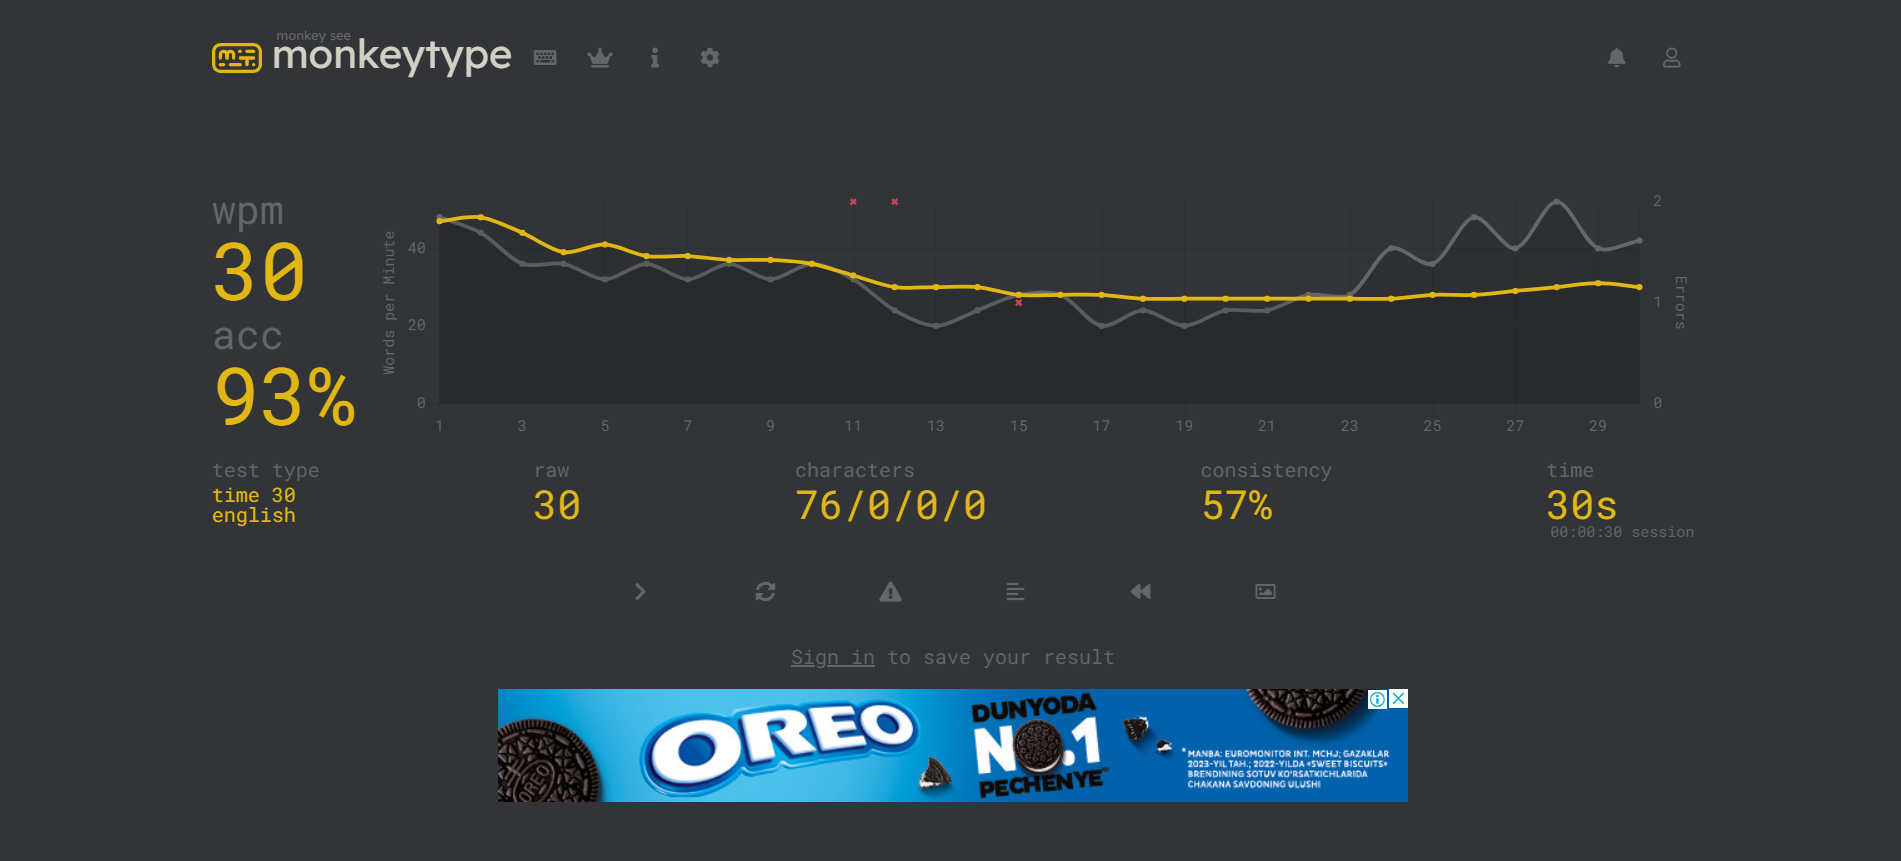 monkey see
monkeytype
wpm
30
acc
93%
Words per Minute
40
20
0
2
1
0
Errors
1 3 5 7 9 11 13 15 17 19 21 23 25 27 29
test type
time 30
english
raw
30
characters
76/0/0/0
consistency
57%
time
30s
00:00:30 session
Sign in to save your result
OREO
DUNYODA
NO.1
PECHENYE*
*MANBA: EUROMONITOR INT. MCHJ; GAZAKLAR
2023-YIL TAH.; 2022-YILDA «SWEET BISCUITS»
BRENDINING SOTUV KO'RSATKICHLARIDA
CHAKANA SAVDONING ULUSHI